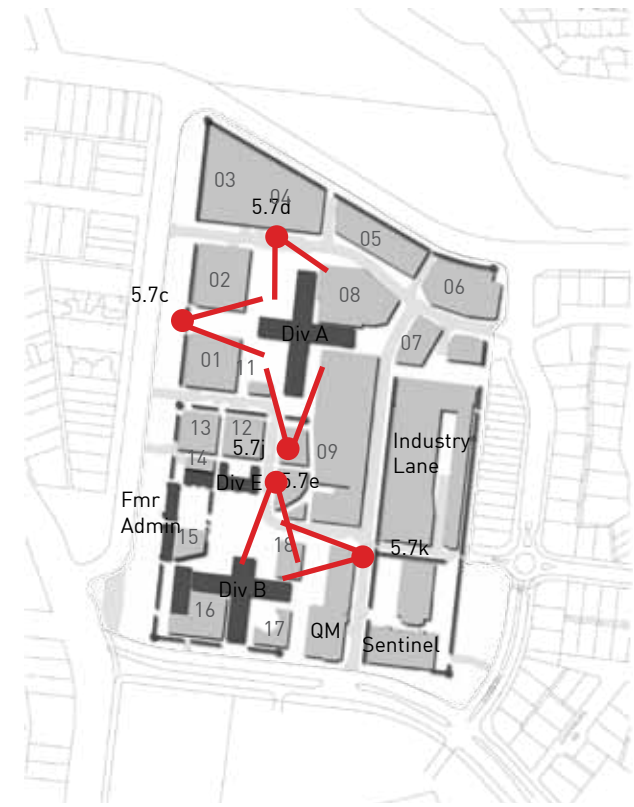 03
04
5.7d
05
02
06
5.7c
08
Div A
07
01
11
13
12
5.7j
09
Industry
Lane
14
Div E
5.7e
Fmr
Admin
15
18
5.7k
Div B
16
17
QM
Sentinel